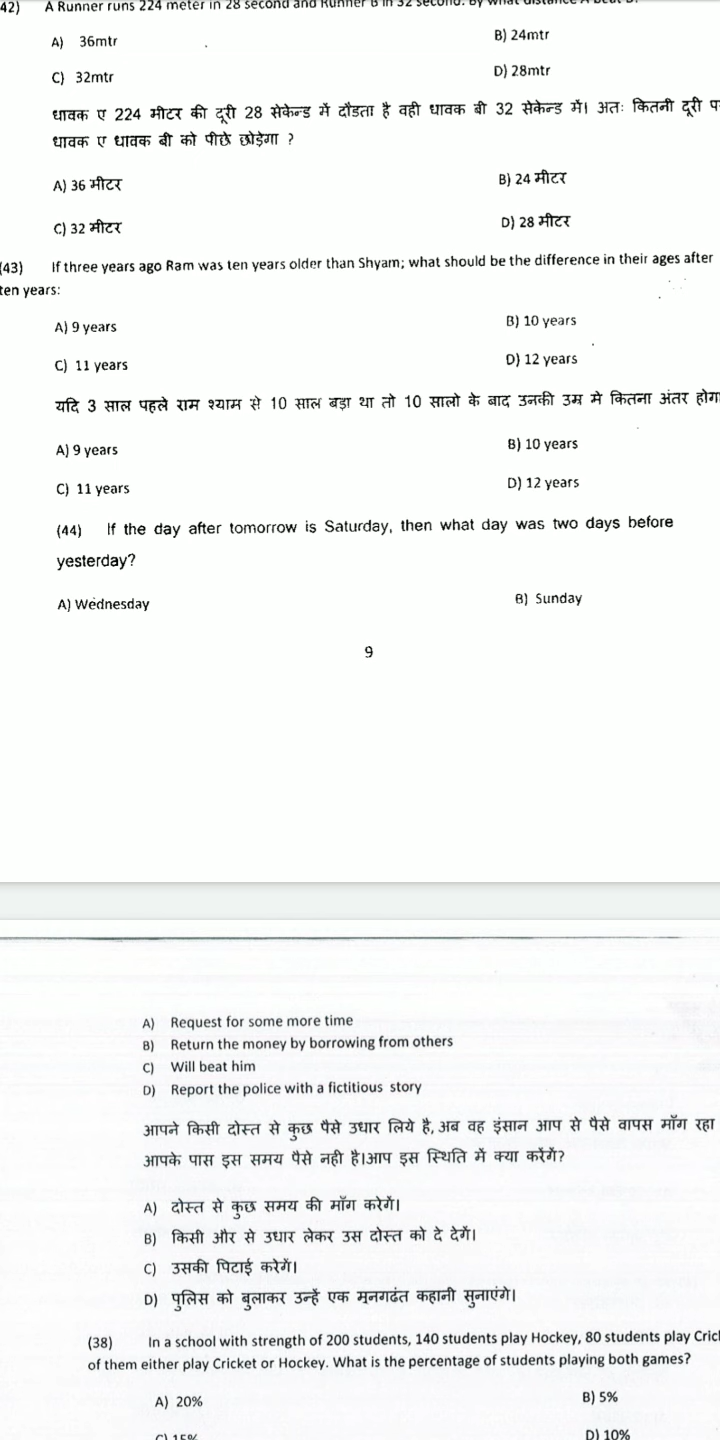 42) A Runner runs 224 meter in 28 second and Runner B in 32 second. By what distance A beat B.
A) 36mtr B) 24mtr
C) 32mtr D) 28mtr
धावक ए 224 मीटर की दूरी 28 सेकेन्ड में दौडता है वही धावक बी 32 सेकेन्ड में। अतः कितनी दूरी
धावक ए धावक बी को पीछे छोड़ेगा ?
A) 36 मीटर B) 24 मीटर
C) 32 मीटर D) 28 मीटर
(43) If three years ago Ram was ten years older than Shyam; what should be the difference in their ages after
ten years:
A) 9 years B) 10 years
C) 11 years D) 12 years
यदि 3 साल पहले राम श्याम से 10 साल बड़ा था तो 10 सालो के बाद उनकी उम्र मे कितना अंतर
A) 9 years B) 10 years
C) 11 years D) 12 years
(44) If the day after tomorrow is Saturday, then what day was two days before
yesterday?
A) Wednesday B) Sunday
9
A) Request for some more time
B) Return the money by borrowing from others
C) Will beat him
D) Report the police with a fictitious story
आपने किसी दोस्त से कुछ पैसे उधार लिये है, अब वह इंसान आप से पैसे वापस माँग रहा
आपके पास इस समय पैसे नही है।आप इस स्थिति में क्या करेंगें?
A) दोस्त से कुछ समय की माँग करेगें।
B) किसी और से उधार लेकर उस दोस्त को दे देगें।
C) उसकी पिटाई करेगें।
D) पुलिस को बुलाकर उन्हें एक मनगढंत कहानी सुनाएंगे।
(38) In a school with strength of 200 students, 140 students play Hockey, 80 students play
of them either play Cricket or Hockey. What is the percentage of students playing both games?
A) 20% B) 5%
C) 15% D) 10%